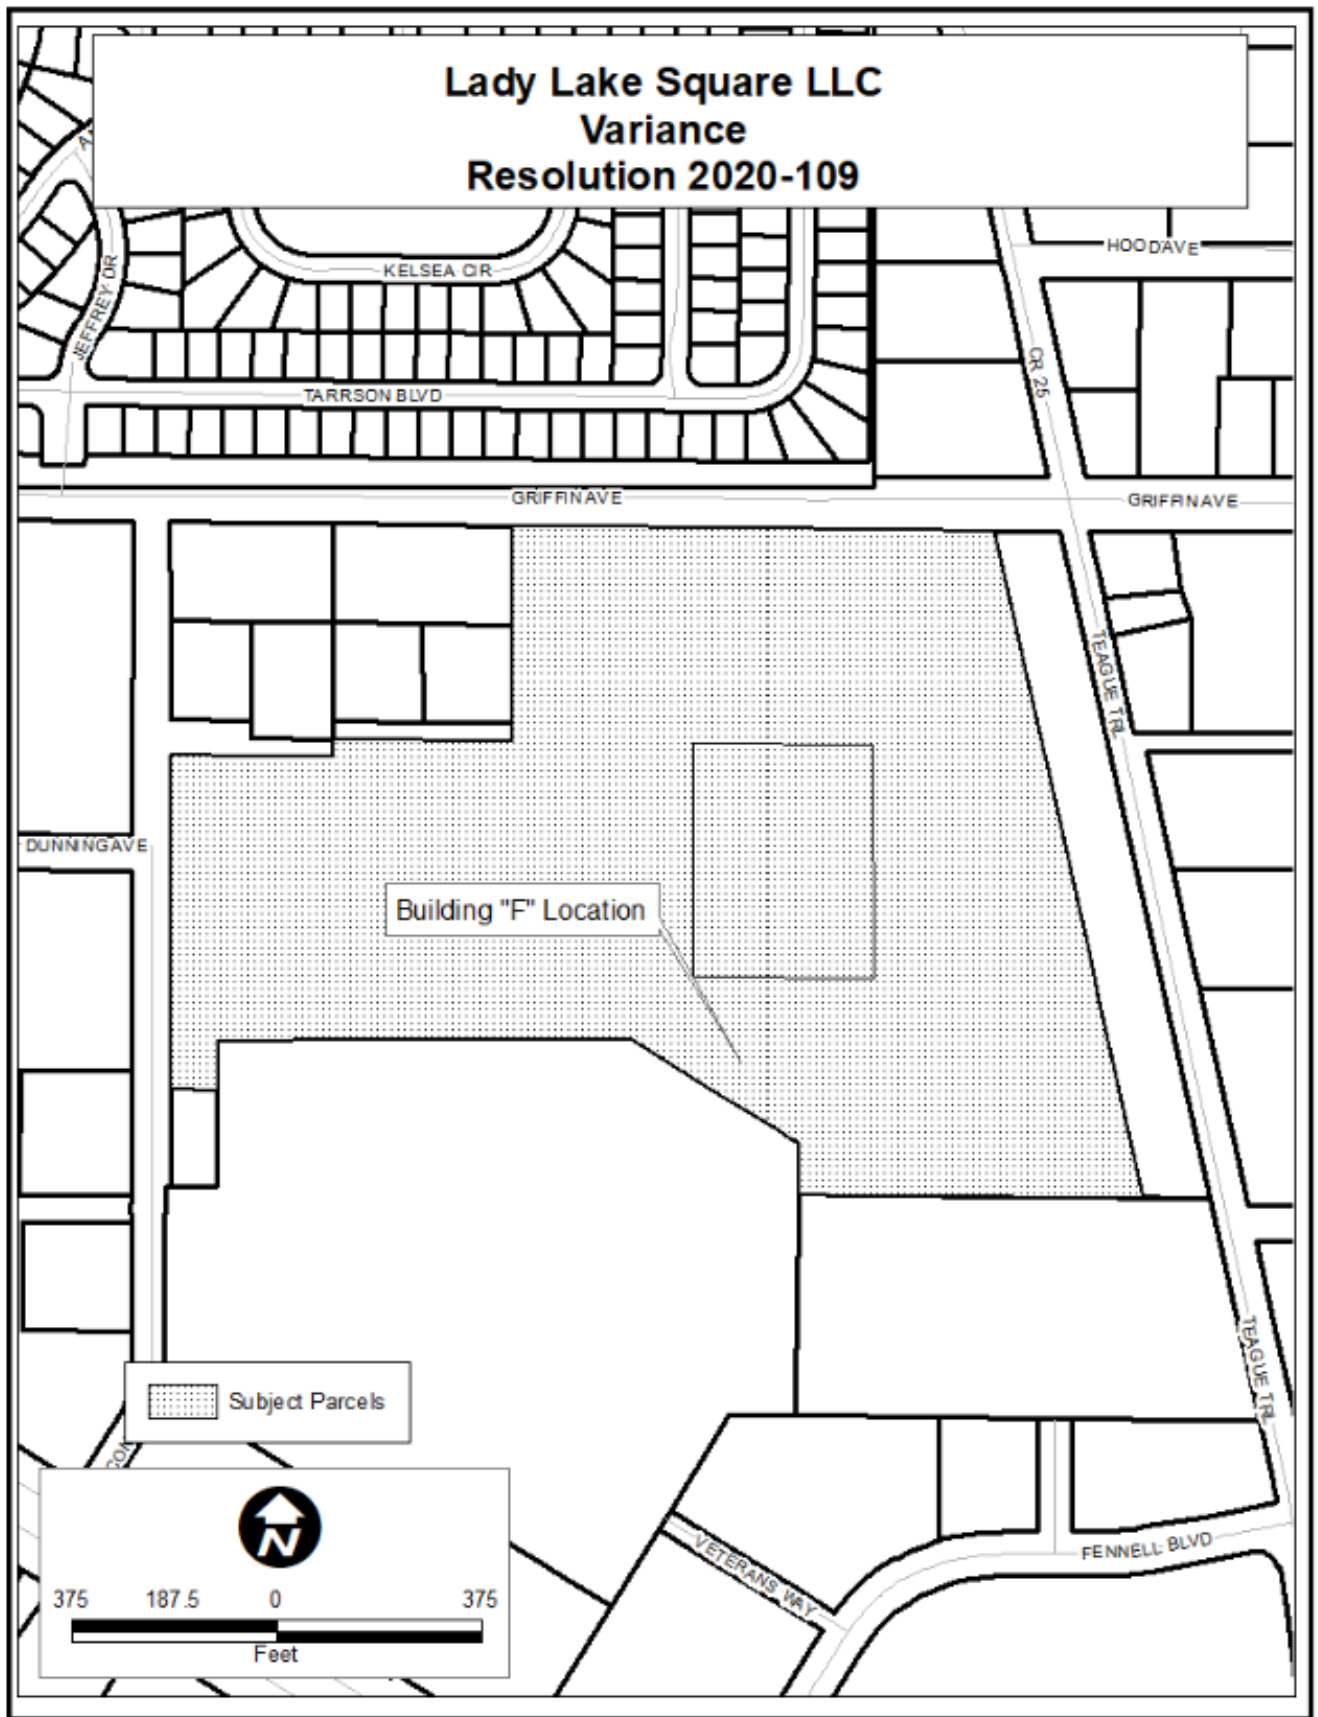 Lady Lake Square LLC
Variance
Resolution 2020-109
HOOD AVE
KELSEA CIR
JEFFREY DR
CR 25
TARRSON BLVD
GRIFFIN AVE
GRIFFIN AVE
TEAGUE TRL
DUNNING AVE
Building "F" Location
TEAGUE TRL
Subject Parcels
N
VETERANS WAY
FENNELL BLVD
375 187.5 0 375
Feet